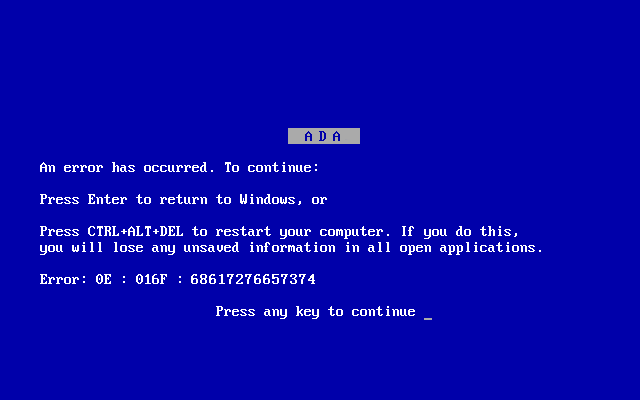 A D A
An error has occurred. To continue:
Press Enter to return to Windows, or
Press CTRL+ALT+DEL to restart your computer. If you do this,
you will lose any unsaved information in all open applications.
Error: 0E : 016F : 68617276657374
Press any key to continue _